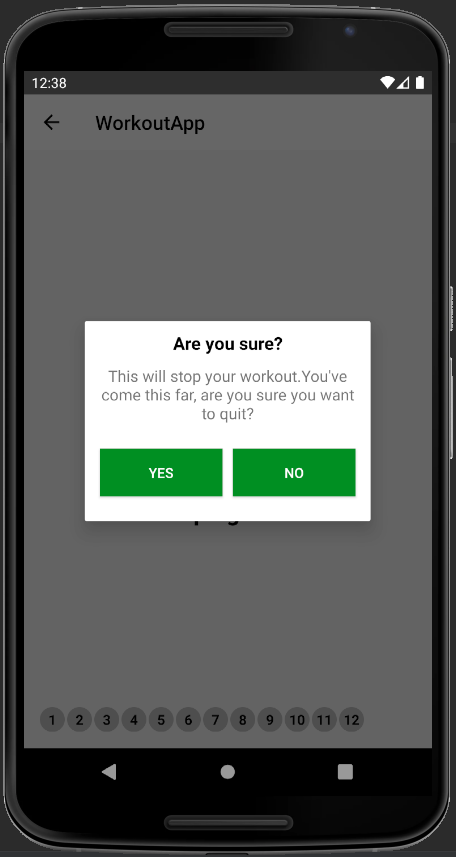 12:38
WorkoutApp
Are you sure?
This will stop your workout.You've
come this far, are you sure you want
to quit?
YES NO
1 2 3 4 5 6 7 8 9 10 11 12